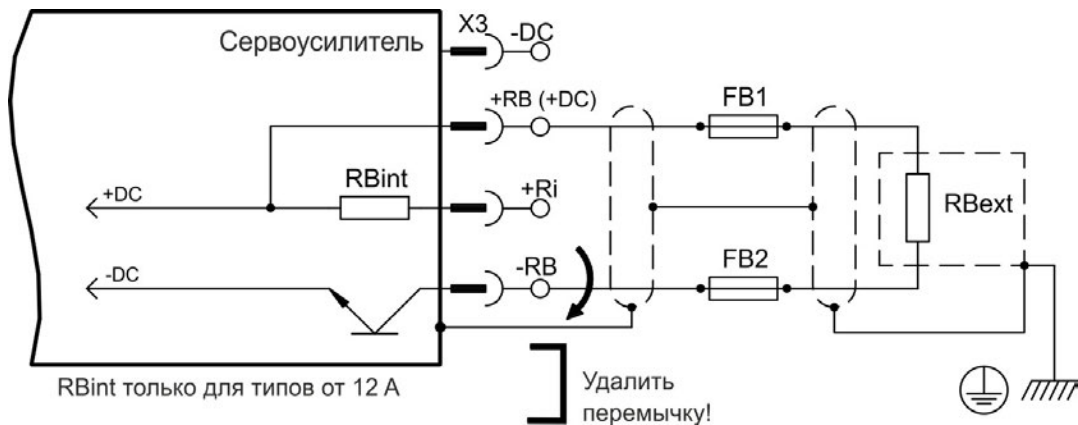 Сервоусилитель
X3
-DC
+RB (+DC)
FB1
RBint
+Ri
+DC
RBext
-RB
FB2
-DC
RBint только для типов от 12 А
Удалить
перемычку!